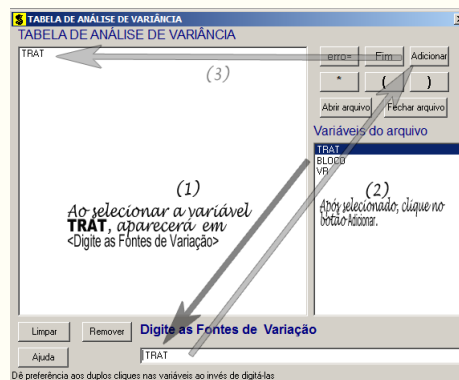 TABELA DE ANÁLISE DE VARIÂNCIA
TABELA DE ANÁLISE DE VARIÂNCIA
TRAT
erro= Fim Adicionar
(3)
* ( )
Abrir arquivo Fechar arquivo
Variáveis do arquivo
TRAT
BLOCO
VR
(1)
Ao selecionar a variável
TRAT, aparecerá em
<Digite as Fontes de Variação>
(2)
Após selecionado, clique no
botão Adicionar.
Limpar Remover Digite as Fontes de Variação
Ajuda TRAT
Dê preferência aos duplos cliques nas variáveis ao invés de digitá-las